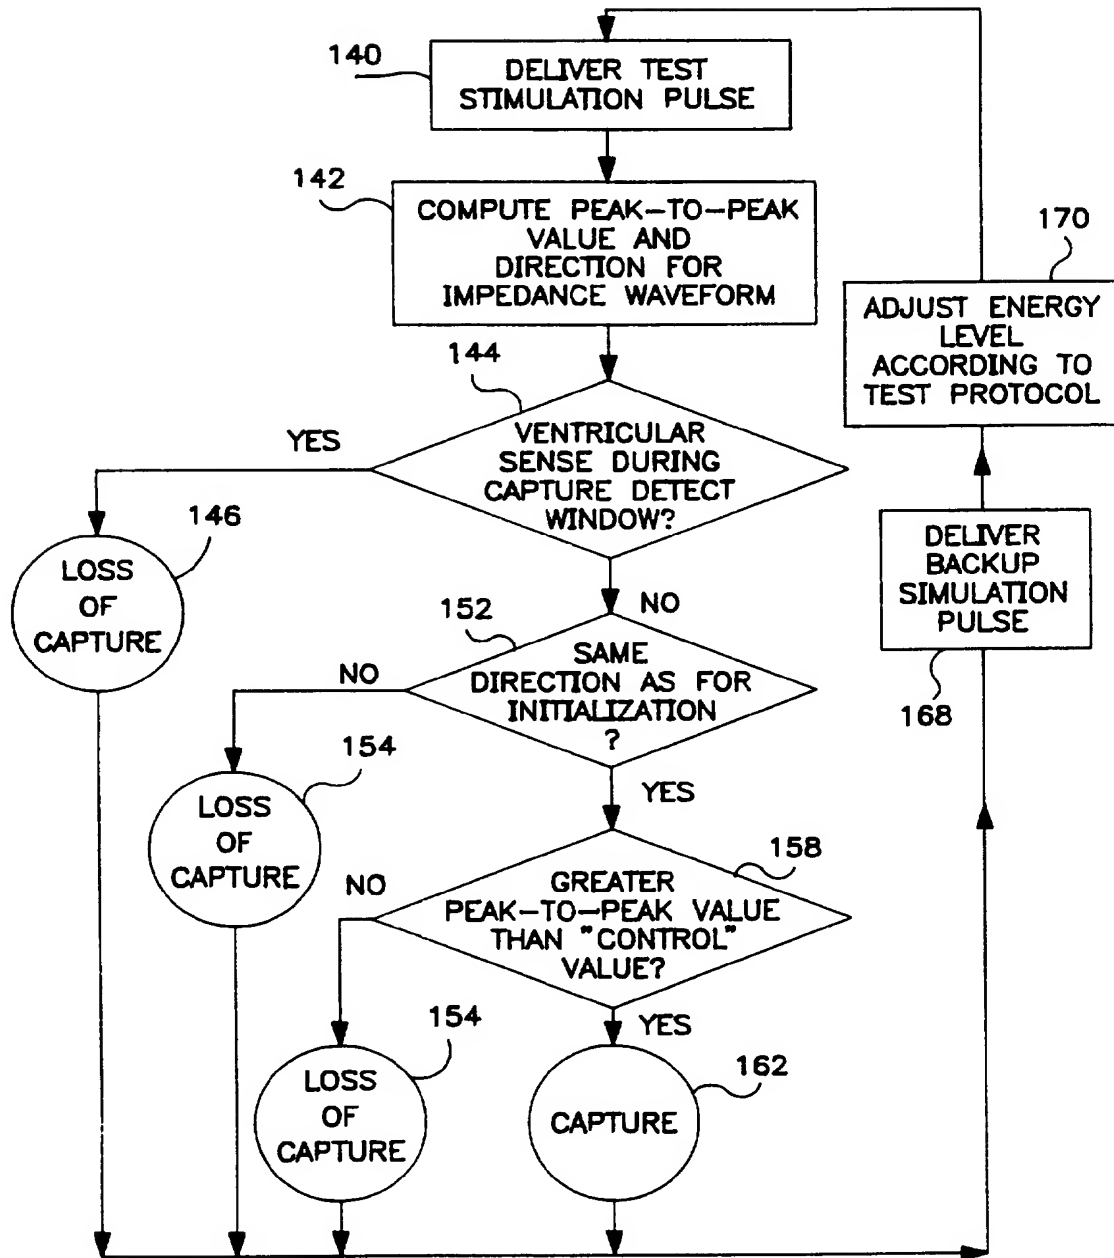 140
DELIVER TEST
STIMULATION PULSE
142
COMPUTE PEAK-TO-PEAK
VALUE AND
DIRECTION FOR
IMPEDANCE WAVEFORM
170
ADJUST ENERGY
LEVEL
ACCORDING TO
TEST PROTOCOL
144
YES
VENTRICULAR
SENSE DURING
CAPTURE DETECT
WINDOW?
146
LOSS
OF
CAPTURE
DELIVER
BACKUP
SIMULATION
PULSE
168
NO
152
NO
SAME
DIRECTION AS FOR
INITIALIZATION
?
154
LOSS
OF
CAPTURE
YES
158
NO
GREATER
PEAK-TO-PEAK VALUE
THAN "CONTROL"
VALUE?
154
LOSS
OF
CAPTURE
YES
162
CAPTURE